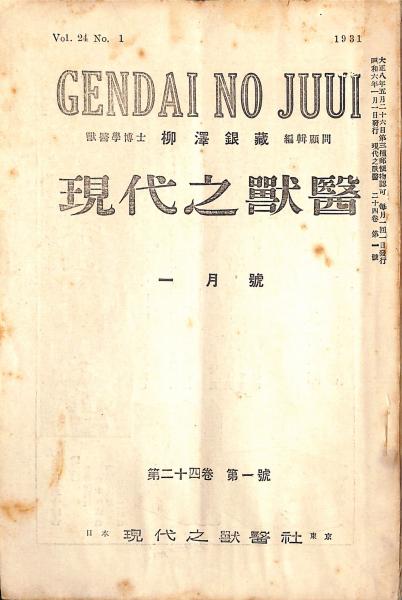 Vol. 24 No. 1 1931
GENDAI NO JUUI
獸醫學博士 柳澤銀藏 編輯顧問
現代之獸醫
一月號
第二十四卷 第一號
日本 現代之獸醫社 東京
大正八年五月二十六日第三種郵便物認可 每月一回一日發行
昭和六年一月一日發行 現代之獸醫 二十四卷 第一號